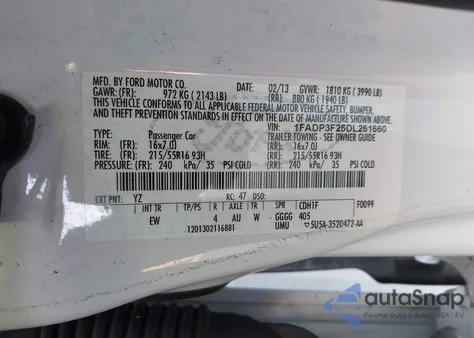 MFD. BY FORD MOTOR CO.
DATE: 02/13 GVWR: 1810 KG ( 3990 LB)
GAWR: (FR): 972 KG ( 2143 LB) (RR): 880 KG ( 1940 LB)
THIS VEHICLE CONFORMS TO ALL APPLICABLE FEDERAL MOTOR VEHICLE SAFETY, BUMPER,
AND THEFT PREVENTION STANDARDS IN EFFECT ON THE DATE OF MANUFACTURE SHOWN ABOVE.
VIN: 1FADP3F25DL261660
TYPE: Passenger Car TRAILER TOWING - SEE OWNER GUIDE
RIM: (FR): 16x7.0J (RR): 16x7.0J
TIRE: (FR): 215/55R16 93H (RR): 215/55R16 93H
PRESSURE: (FR): 240 kPa/ 35 PSI COLD (RR): 240 kPa/ 35 PSI COLD
EXT PNT: YZ RC: 47 DSO:
INT TR TP/PS R AXLE TR SPR CDH1F F0099
EW 4 AU W GGGG 405
1201302116881 UMU 5U5A-3520472-AA
autoSnap
Pewne auto z USA i EU